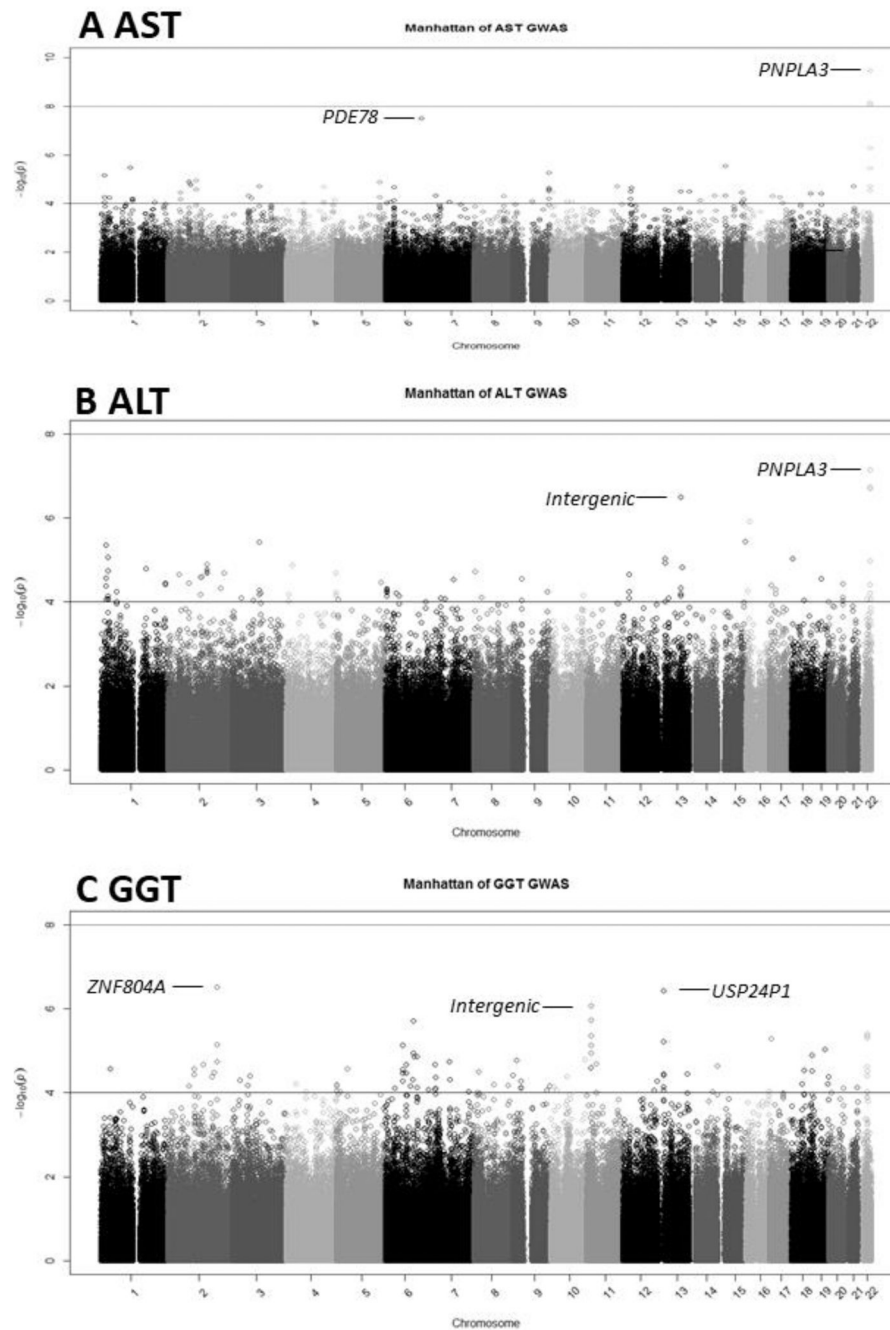 A AST
Manhattan of AST GWAS
PNPLA3
PDE78
10
8
6
4
2
0
−log₁₀(p)
1 2 3 4 5 6 7 8 9 10 11 12 13 14 15 16 17 19 20 21 22
Chromosome
B ALT
Manhattan of ALT GWAS
PNPLA3
Intergenic
8
6
4
2
0
−log₁₀(p)
1 2 3 4 5 6 7 8 9 10 11 12 13 14 15 16 17 19 20 21 22
Chromosome
C GGT
Manhattan of GGT GWAS
ZNF804A
Intergenic
USP24P1
8
6
4
2
0
−log₁₀(p)
1 2 3 4 5 6 7 8 9 10 11 12 13 14 15 16 17 19 20 21 22
Chromosome